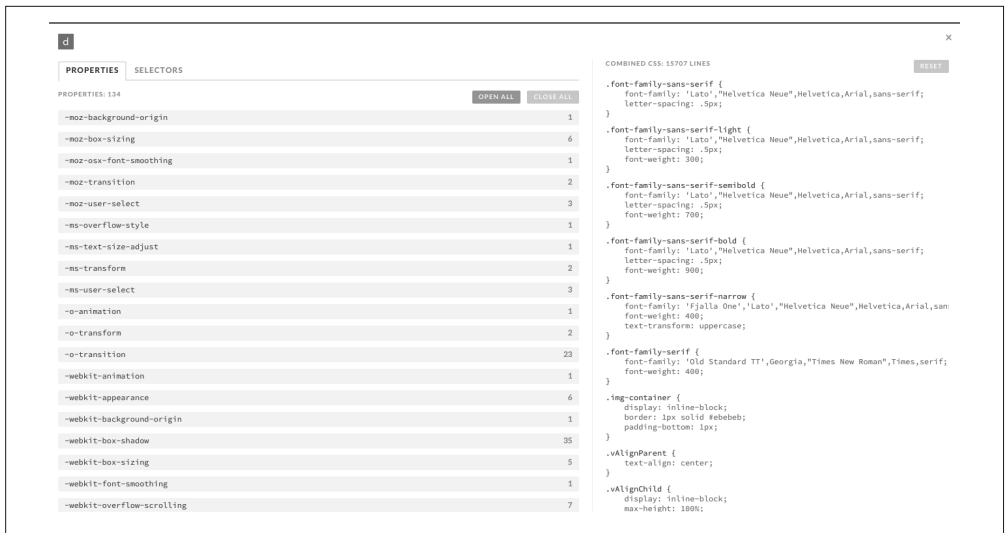 d
×
PROPERTIES SELECTORS
PROPERTIES: 134
OPEN ALL CLOSE ALL
-moz-background-origin 1
-moz-box-sizing 6
-moz-osx-font-smoothing 1
-moz-transition 2
-moz-user-select 3
-ms-overflow-style 1
-ms-text-size-adjust 1
-ms-transform 2
-ms-user-select 3
-o-animation 1
-o-transform 2
-o-transition 23
-webkit-animation 1
-webkit-appearance 6
-webkit-background-origin 1
-webkit-box-shadow 35
-webkit-box-sizing 5
-webkit-font-smoothing 1
-webkit-overflow-scrolling 7
COMBINED CSS: 15707 LINES
RESET
.font-family-sans-serif {
font-family: 'Lato',"Helvetica Neue",Helvetica,Arial,sans-serif;
letter-spacing: .5px;
}
.font-family-sans-serif-light {
font-family: 'Lato',"Helvetica Neue",Helvetica,Arial,sans-serif;
letter-spacing: .5px;
font-weight: 300;
}
.font-family-sans-serif-semibold {
font-family: 'Lato',"Helvetica Neue",Helvetica,Arial,sans-serif;
letter-spacing: .5px;
font-weight: 700;
}
.font-family-sans-serif-bold {
font-family: 'Lato',"Helvetica Neue",Helvetica,Arial,sans-serif;
letter-spacing: .5px;
font-weight: 900;
}
.font-family-sans-serif-narrow {
font-family: 'Fjalla One','Lato',"Helvetica Neue",Helvetica,Arial,san
font-weight: 400;
text-transform: uppercase;
}
.font-family-serif {
font-family: 'Old Standard TT',Georgia,"Times New Roman",Times,serif;
font-weight: 400;
}
.img-container {
display: inline-block;
border: 1px solid #ebebeb;
padding-bottom: 1px;
}
.vAlignParent {
text-align: center;
}
.vAlignChild {
display: inline-block;
max-height: 100%;